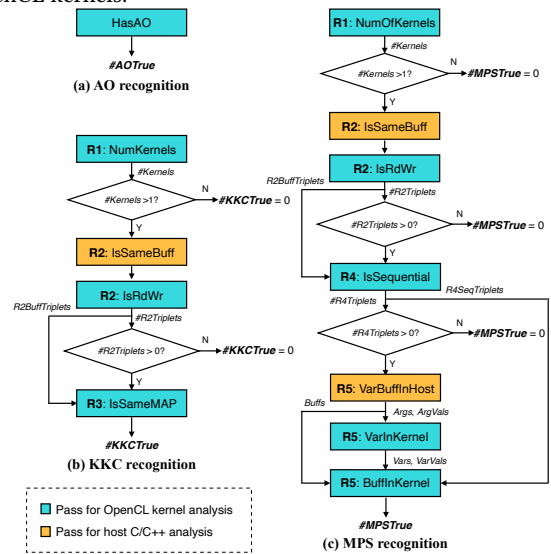 enCL kernels.
HasAO
#AOTrue
(a) AO recognition
R1: NumKernels
#Kernels
#Kernels >1?
N
#KKCTrue = 0
Y
R2: IsSameBuff
R2: IsRdWr
R2BuffTriplets
#R2Triplets
#R2Triplets > 0?
N
#KKCTrue = 0
Y
R3: IsSameMAP
#KKCTrue
(b) KKC recognition
Pass for OpenCL kernel analysis
Pass for host C/C++ analysis
R1: NumOfKernels
#Kernels
#Kernels >1?
N
#MPSTrue = 0
Y
R2: IsSameBuff
R2: IsRdWr
R2BuffTriplets
#R2Triplets
#R2Triplets > 0?
N
#MPSTrue = 0
Y
R4: IsSequential
#R4Triplets
R4SeqTriplets
#R4Triplets > 0?
N
#MPSTrue = 0
Y
R5: VarBuffInHost
Buffs
Args, ArgVals
R5: VarInKernel
Vars, VarVals
R5: BuffInKernel
#MPSTrue
(c) MPS recognition